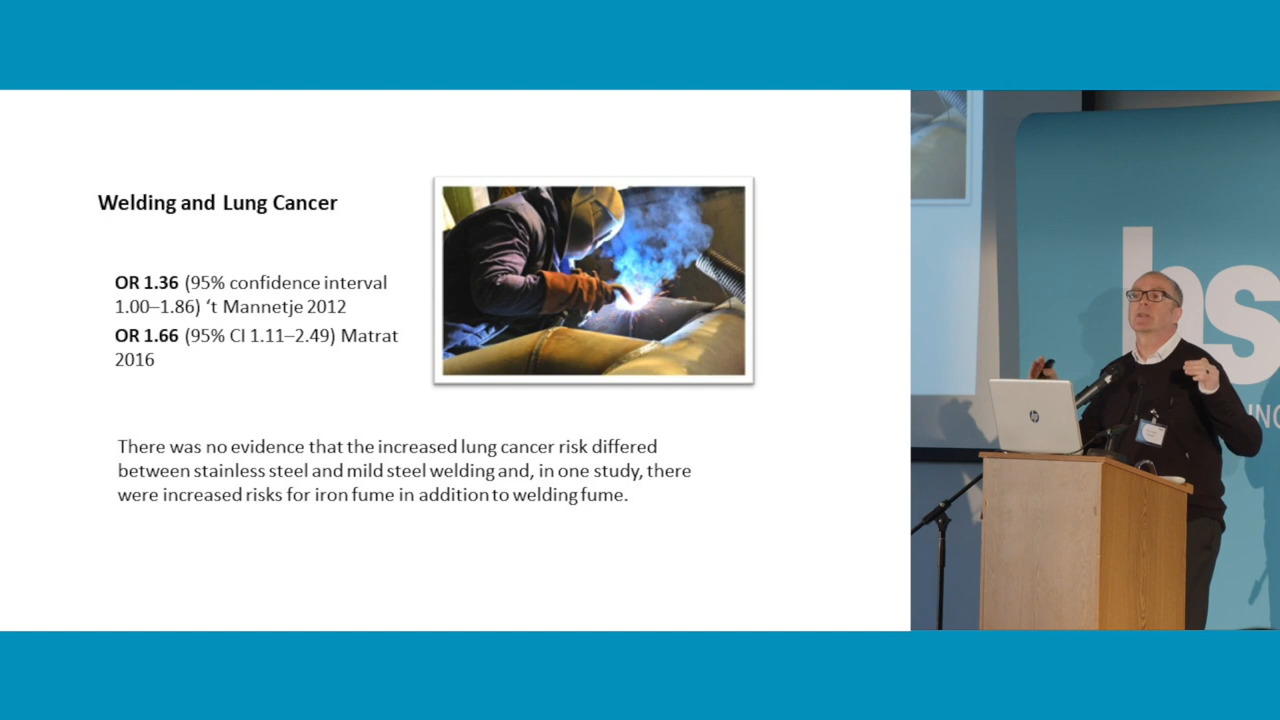 Welding and Lung Cancer
OR 1.36 (95% confidence interval
1.00–1.86) ‘t Mannetje 2012
OR 1.66 (95% CI 1.11–2.49) Matrat
2016
There was no evidence that the increased lung cancer risk differed
between stainless steel and mild steel welding and, in one study, there
were increased risks for iron fume in addition to welding fume.
hs
hp